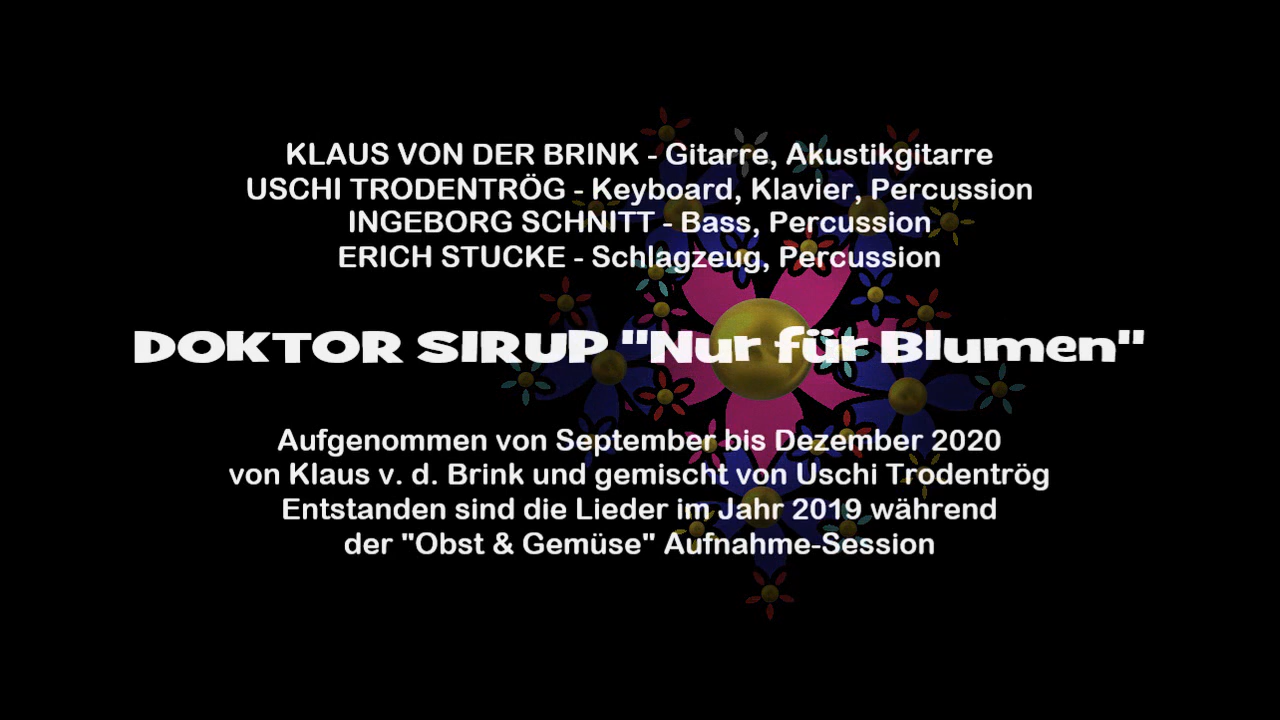 KLAUS VON DER BRINK - Gitarre, Akustikgitarre
USCHI TRODENTRÖG - Keyboard, Klavier, Percussion
INGEBORG SCHNITT - Bass, Percussion
ERICH STUCKE - Schlagzeug, Percussion
DOKTOR SIRUP "Nur für Blumen"
Aufgenommen von September bis Dezember 2020
von Klaus v. d. Brink und gemischt von Uschi Trodentrög
Entstanden sind die Lieder im Jahr 2019 während
der "Obst & Gemüse" Aufnahme-Session